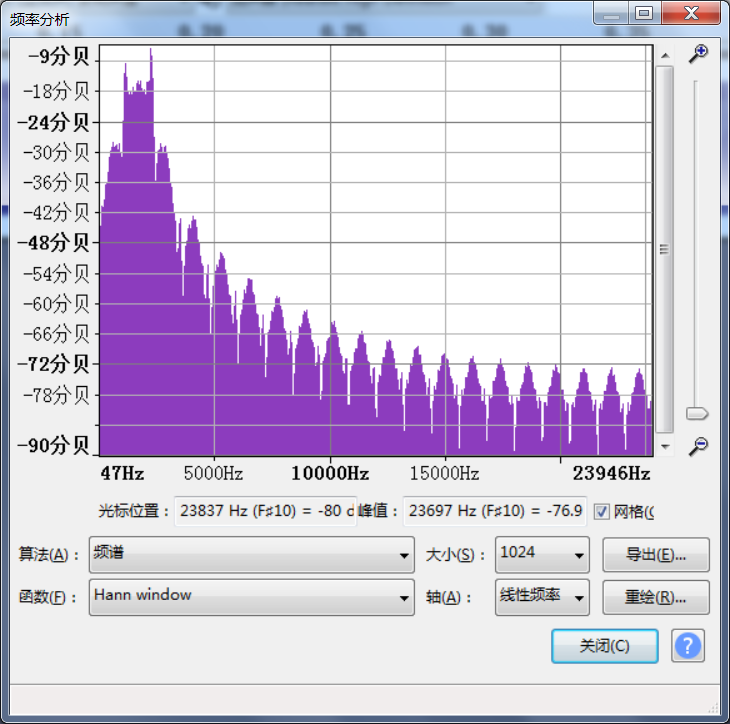 频率分析
-9分贝
-18分贝
-24分贝
-30分贝
-36分贝
-42分贝
-48分贝
-54分贝
-60分贝
-66分贝
-72分贝
-78分贝
-90分贝
47Hz 5000Hz 10000Hz 15000Hz 23946Hz
光标位置： 23837 Hz (F♯10) = -80 d 峰值： 23697 Hz (F♯10) = -76.9 网格(G
算法(A)： 频谱 大小(S)： 1024 导出(E)...
函数(F)： Hann window 轴(A)： 线性频率 重绘(R)...
关闭(C) ?